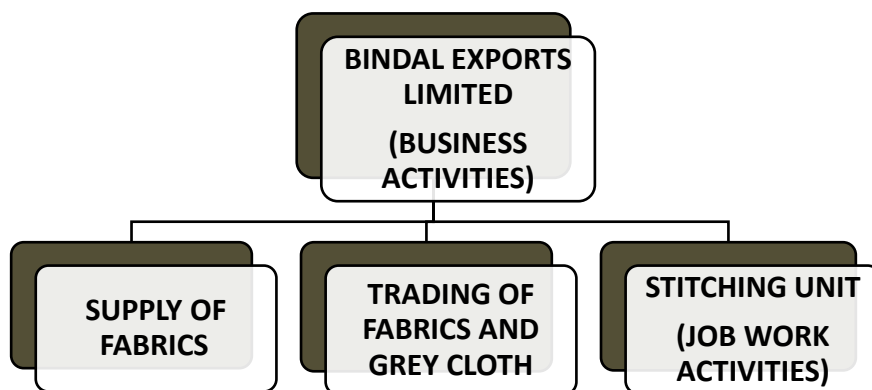 BINDAL EXPORTS
LIMITED
(BUSINESS
ACTIVITIES)
SUPPLY OF
FABRICS
TRADING OF
FABRICS AND
GREY CLOTH
STITCHING UNIT
(JOB WORK
ACTIVITIES)